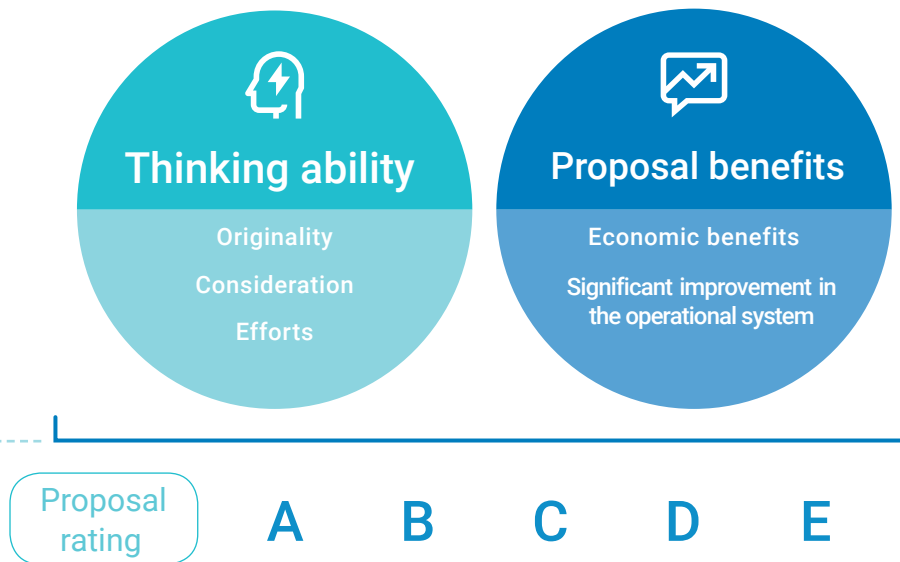 Thinking ability
Originality
Consideration
Efforts
Proposal benefits
Economic benefits
Significant improvement in
the operational system
Proposal
rating
A B C D E